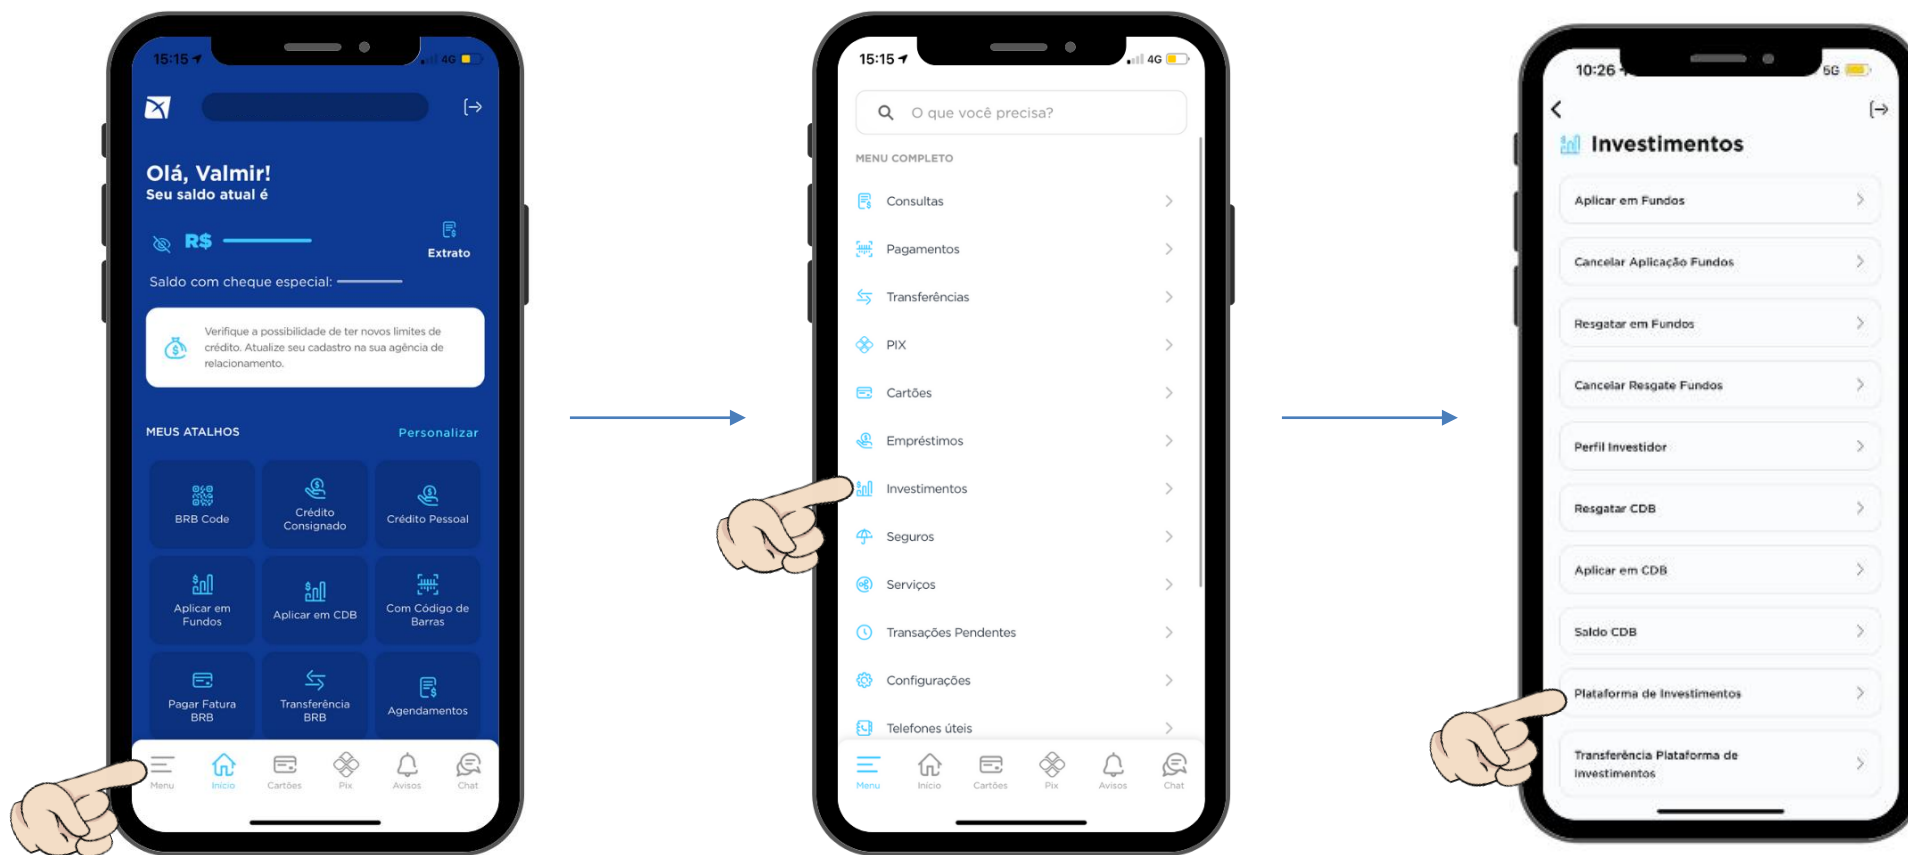 15:15
4G
Olá, Valmir!
Seu saldo atual é
R$
Extrato
Saldo com cheque especial:
Verifique a possibilidade de ter novos limites de
crédito. Atualize seu cadastro na sua agência de
relacionamento.
MEUS ATALHOS
Personalizar
BRB Code
Crédito
Consignado
Crédito Pessoal
Aplicar em
Fundos
Aplicar em CDB
Com Código de
Barras
Pagar Fatura
BRB
Transferência
BRB
Agendamentos
Menu
Início
Cartões
Pix
Avisos
Chat
15:15
4G
O que você precisa?
MENU COMPLETO
Consultas
Pagamentos
Transferências
PIX
Cartões
Empréstimos
Investimentos
Seguros
Serviços
Transações Pendentes
Configurações
Telefones úteis
Menu
Início
Cartões
Pix
Avisos
Chat
10:26
5G
Investimentos
Aplicar em Fundos
Cancelar Aplicação Fundos
Resgatar em Fundos
Cancelar Resgate Fundos
Perfil Investidor
Resgatar CDB
Aplicar em CDB
Saldo CDB
Plataforma de Investimentos
Transferência Plataforma de
Investimentos